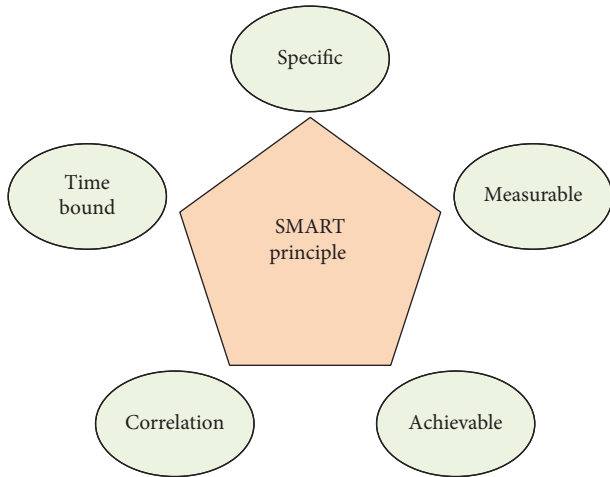 Specific
Time
bound
Measurable
SMART
principle
Correlation
Achievable